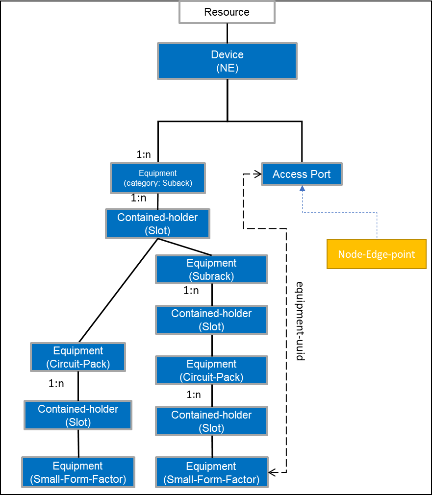 Resource
Device
(NE)
1:n
Equipment
(category: Suback)
Access Port
1:n
Contained-holder
(Slot)
Node-Edge-point
Equipment
(Subrack)
1:n
equipment-uuid
Contained-holder
(Slot)
Equipment
(Circuit-Pack)
Equipment
(Circuit-Pack)
1:n
1:n
Contained-holder
(Slot)
Contained-holder
(Slot)
Equipment
(Small-Form-Factor)
Equipment
(Small-Form-Factor)